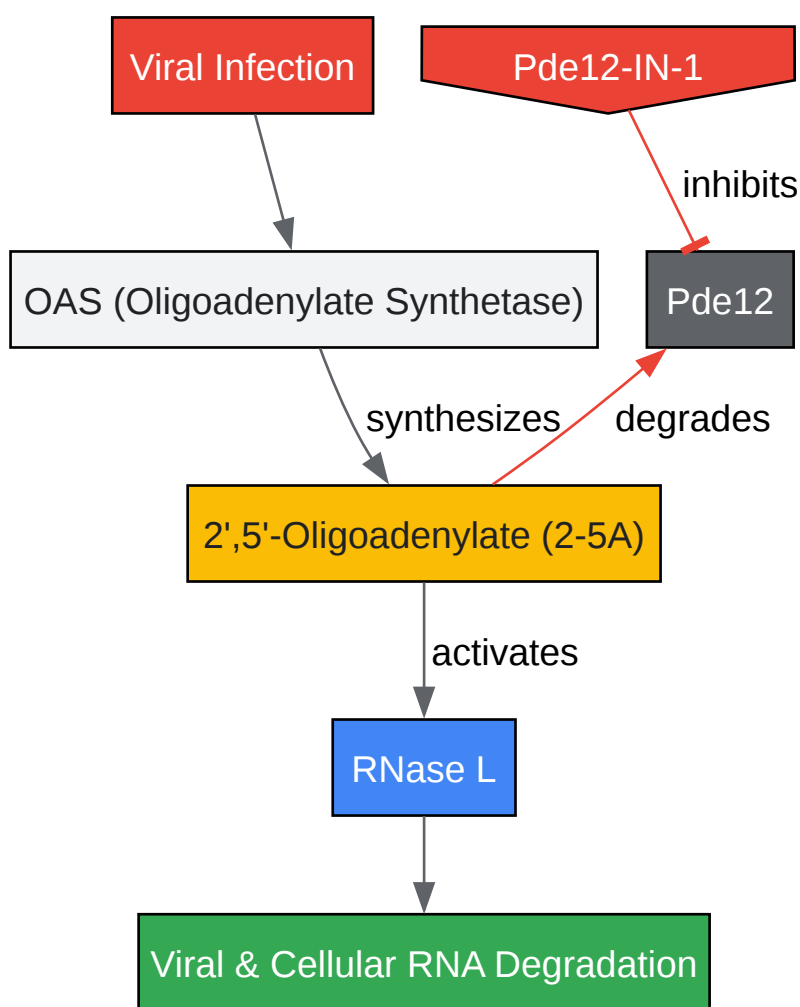 Viral Infection
Pde12-IN-1
inhibits
OAS (Oligoadenylate Synthetase)
Pde12
synthesizes
degrades
2',5'-Oligoadenylate (2-5A)
activates
RNase L
Viral & Cellular RNA Degradation